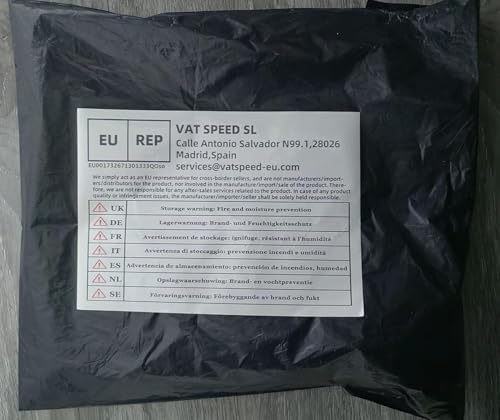 EU REP
VAT SPEED SL
Calle Antonio Salvador N99.1,28026
Madrid,Spain
services@vatspeed-eu.com
EU001732671301333QOso
We simply act as an EU representative for cross-border sellers, and are not manufacturers/import-
ers/distributors for the product, nor involved in the manufacture/import/sale of the product. There-
fore, we are not responsible for any after-sales services related to the product. In case of any product
quality or infringement issues, the manufacturer/importer/seller shall be solely held responsible.
UK Storage warning: Fire and moisture prevention
DE Lagerwarnung: Brand- und Feuchtigkeitsschutz
FR Avertissement de stockage: ignifuge, résistant à l'humidité
IT Avvertenza di stoccaggio: prevenzione incendi e umidità
ES Advertencia de almacenamiento: prevención de incendios, humedad
NL Opslagwaarschuwing: Brand- en vochtpreventie
SE Förvaringsvarning: Förebyggande av brand och fukt